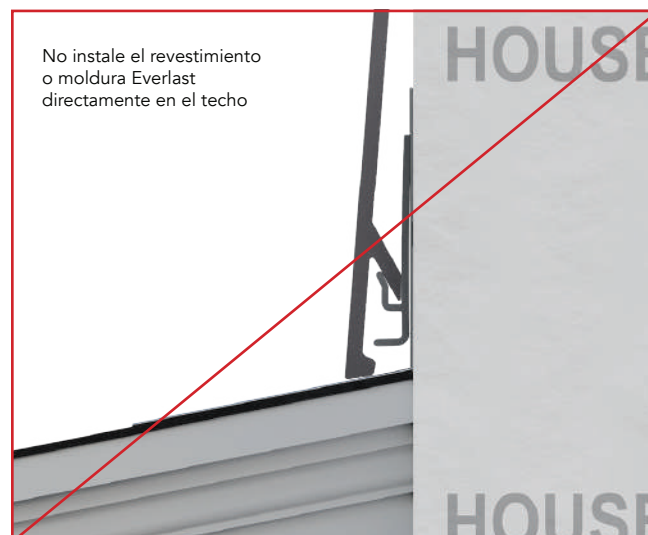 No instale el revestimiento
o moldura Everlast
directamente en el techo
HOUSE
HOUSE